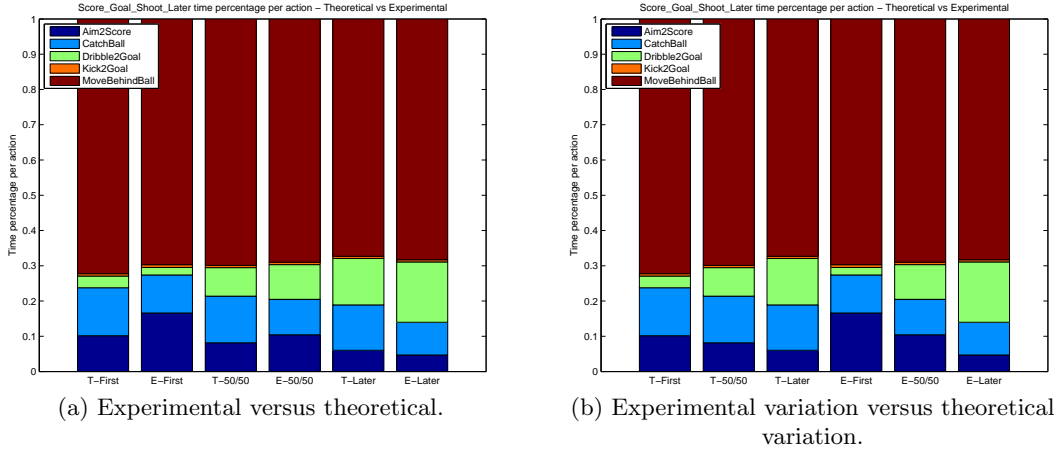 Score_Goal_Shoot_Later time percentage per action – Theoretical vs Experimental
Time percentage per action
1
0.9
0.8
0.7
0.6
0.5
0.4
0.3
0.2
0.1
0
Aim2Score
CatchBall
Dribble2Goal
Kick2Goal
MoveBehindBall
T–First E–First T–50/50 E–50/50 T–Later E–Later
(a) Experimental versus theoretical.
Score_Goal_Shoot_Later time percentage per action – Theoretical vs Experimental
Time percentage per action
1
0.9
0.8
0.7
0.6
0.5
0.4
0.3
0.2
0.1
0
Aim2Score
CatchBall
Dribble2Goal
Kick2Goal
MoveBehindBall
T–First T–50/50 T–Later E–First E–50/50 E–Later
(b) Experimental variation versus theoretical
variation.